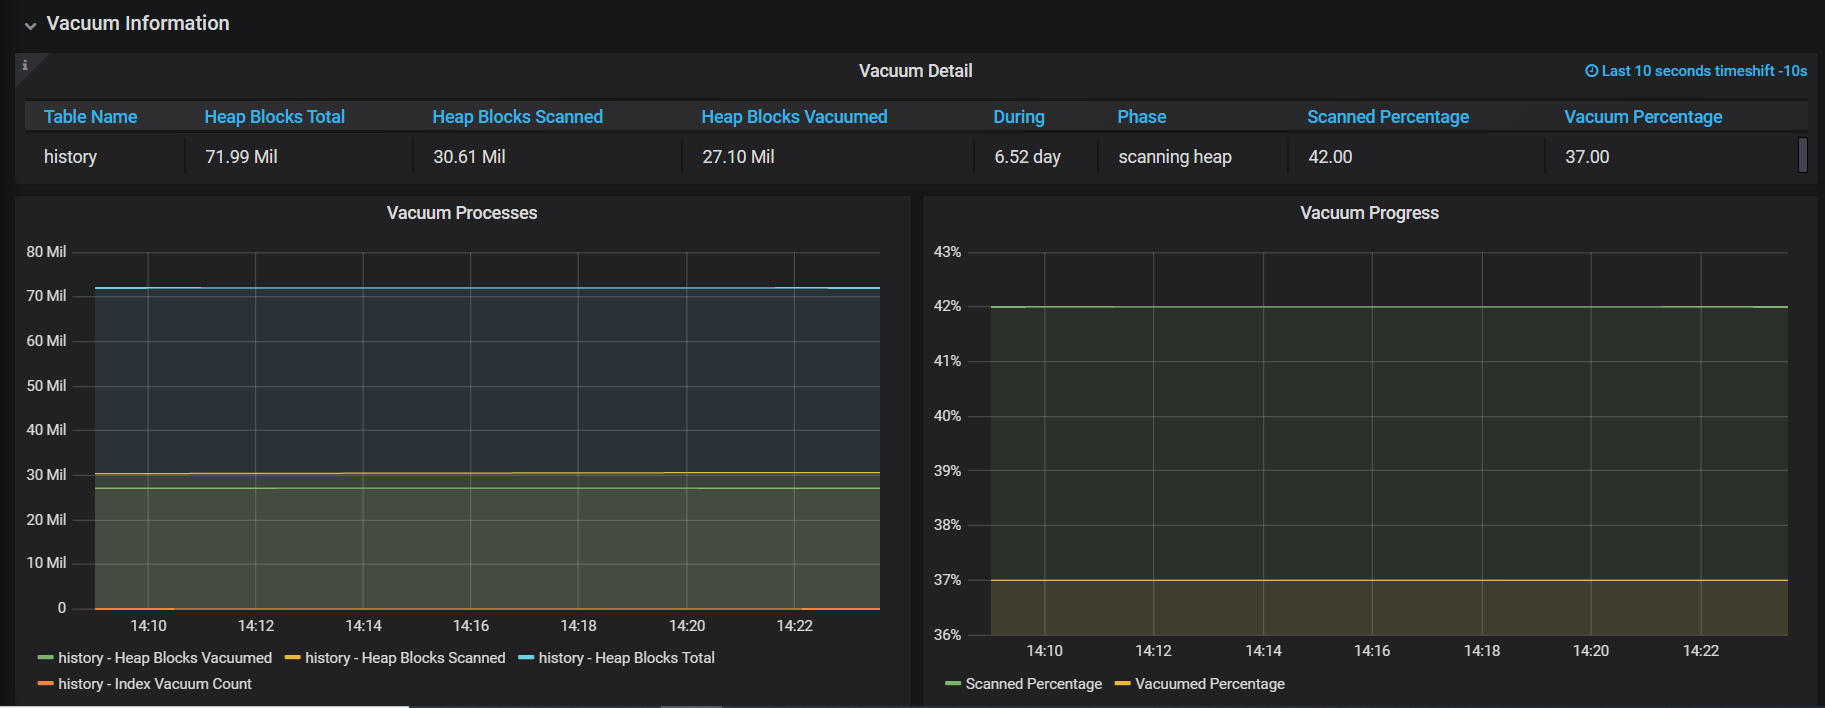 Vacuum Information
i
Vacuum Detail
Last 10 seconds timeshift -10s
Table Name Heap Blocks Total Heap Blocks Scanned Heap Blocks Vacuumed During Phase Scanned Percentage Vacuum Percentage
history 71.99 Mil 30.61 Mil 27.10 Mil 6.52 day scanning heap 42.00 37.00
Vacuum Processes
80 Mil
70 Mil
60 Mil
50 Mil
40 Mil
30 Mil
20 Mil
10 Mil
0
14:10 14:12 14:14 14:16 14:18 14:20 14:22
history - Heap Blocks Vacuumed history - Heap Blocks Scanned history - Heap Blocks Total
history - Index Vacuum Count
Vacuum Progress
43%
42%
41%
40%
39%
38%
37%
36%
14:10 14:12 14:14 14:16 14:18 14:20 14:22
Scanned Percentage Vacuumed Percentage